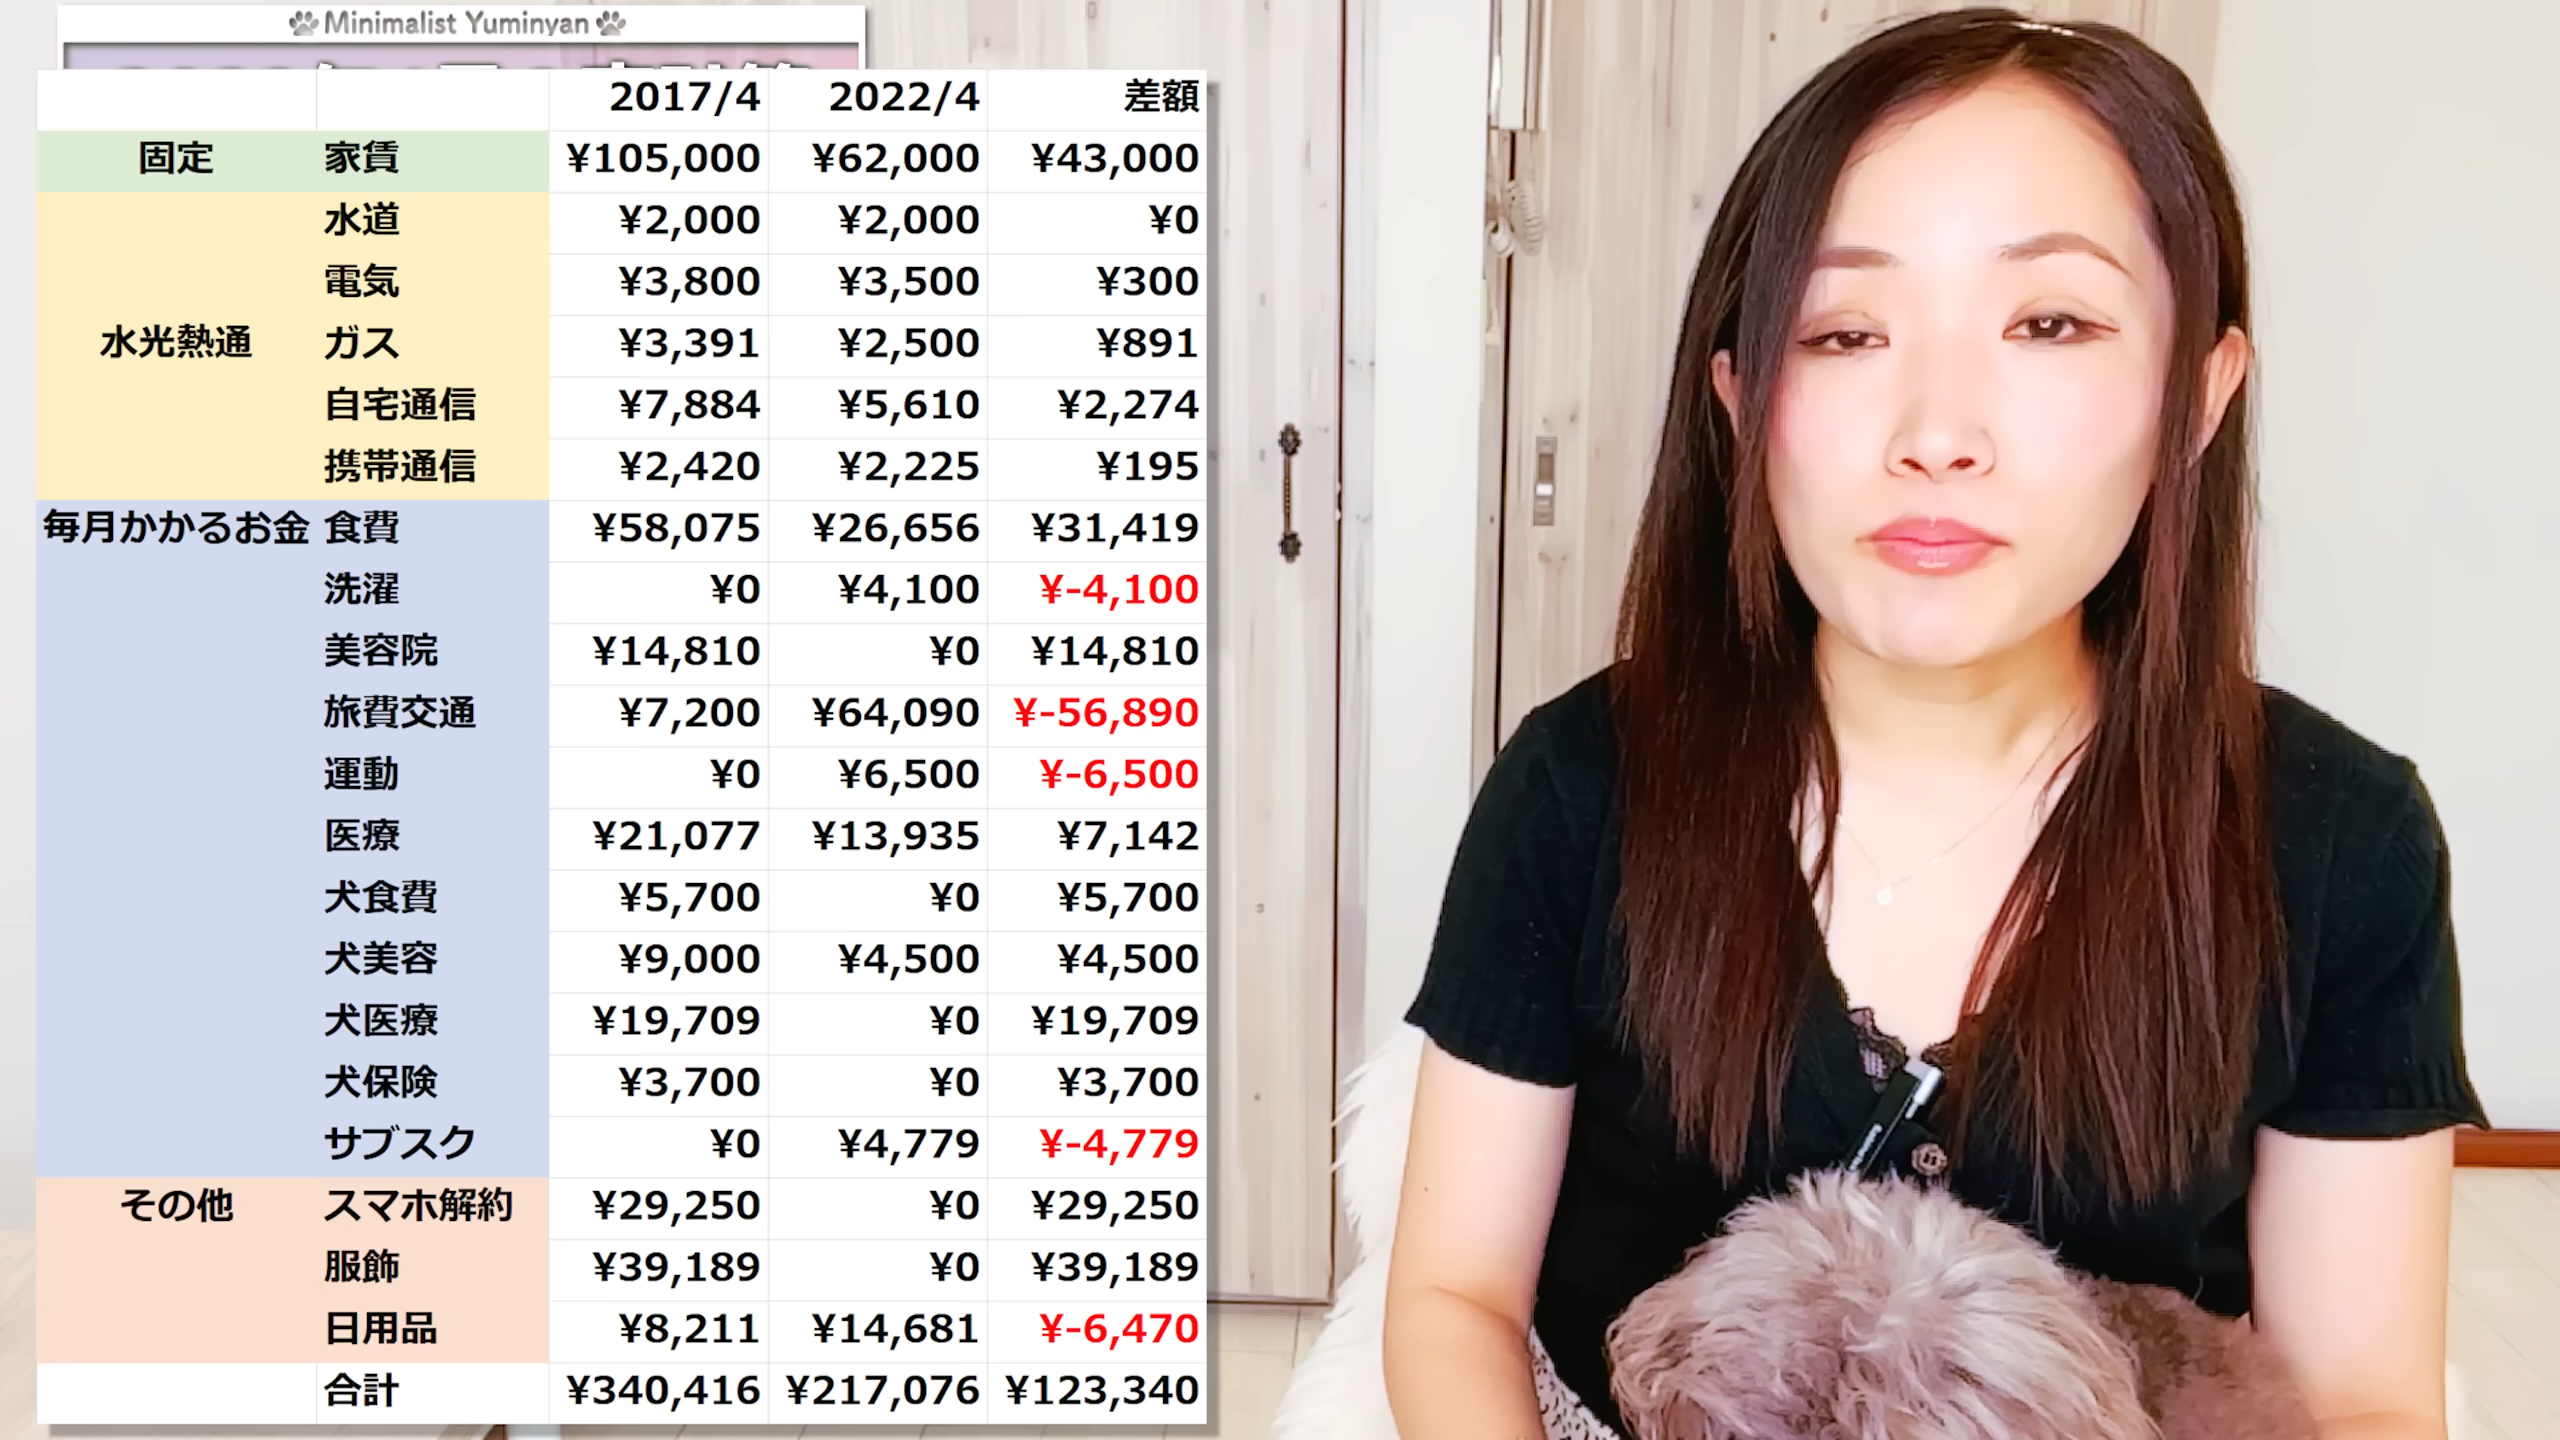 Minimalist Yuminyan
2017/4 2022/4 差額
固定 家賃 ¥105,000 ¥62,000 ¥43,000
水道 ¥2,000 ¥2,000 ¥0
電気 ¥3,800 ¥3,500 ¥300
水光熱通 ガス ¥3,391 ¥2,500 ¥891
自宅通信 ¥7,884 ¥5,610 ¥2,274
携帯通信 ¥2,420 ¥2,225 ¥195
毎月かかるお金 食費 ¥58,075 ¥26,656 ¥31,419
洗濯 ¥0 ¥4,100 ¥-4,100
美容院 ¥14,810 ¥0 ¥14,810
旅費交通 ¥7,200 ¥64,090 ¥-56,890
運動 ¥0 ¥6,500 ¥-6,500
医療 ¥21,077 ¥13,935 ¥7,142
犬食費 ¥5,700 ¥0 ¥5,700
犬美容 ¥9,000 ¥4,500 ¥4,500
犬医療 ¥19,709 ¥0 ¥19,709
犬保険 ¥3,700 ¥0 ¥3,700
サブスク ¥0 ¥4,779 ¥-4,779
その他 スマホ解約 ¥29,250 ¥0 ¥29,250
服飾 ¥39,189 ¥0 ¥39,189
日用品 ¥8,211 ¥14,681 ¥-6,470
合計 ¥340,416 ¥217,076 ¥123,340